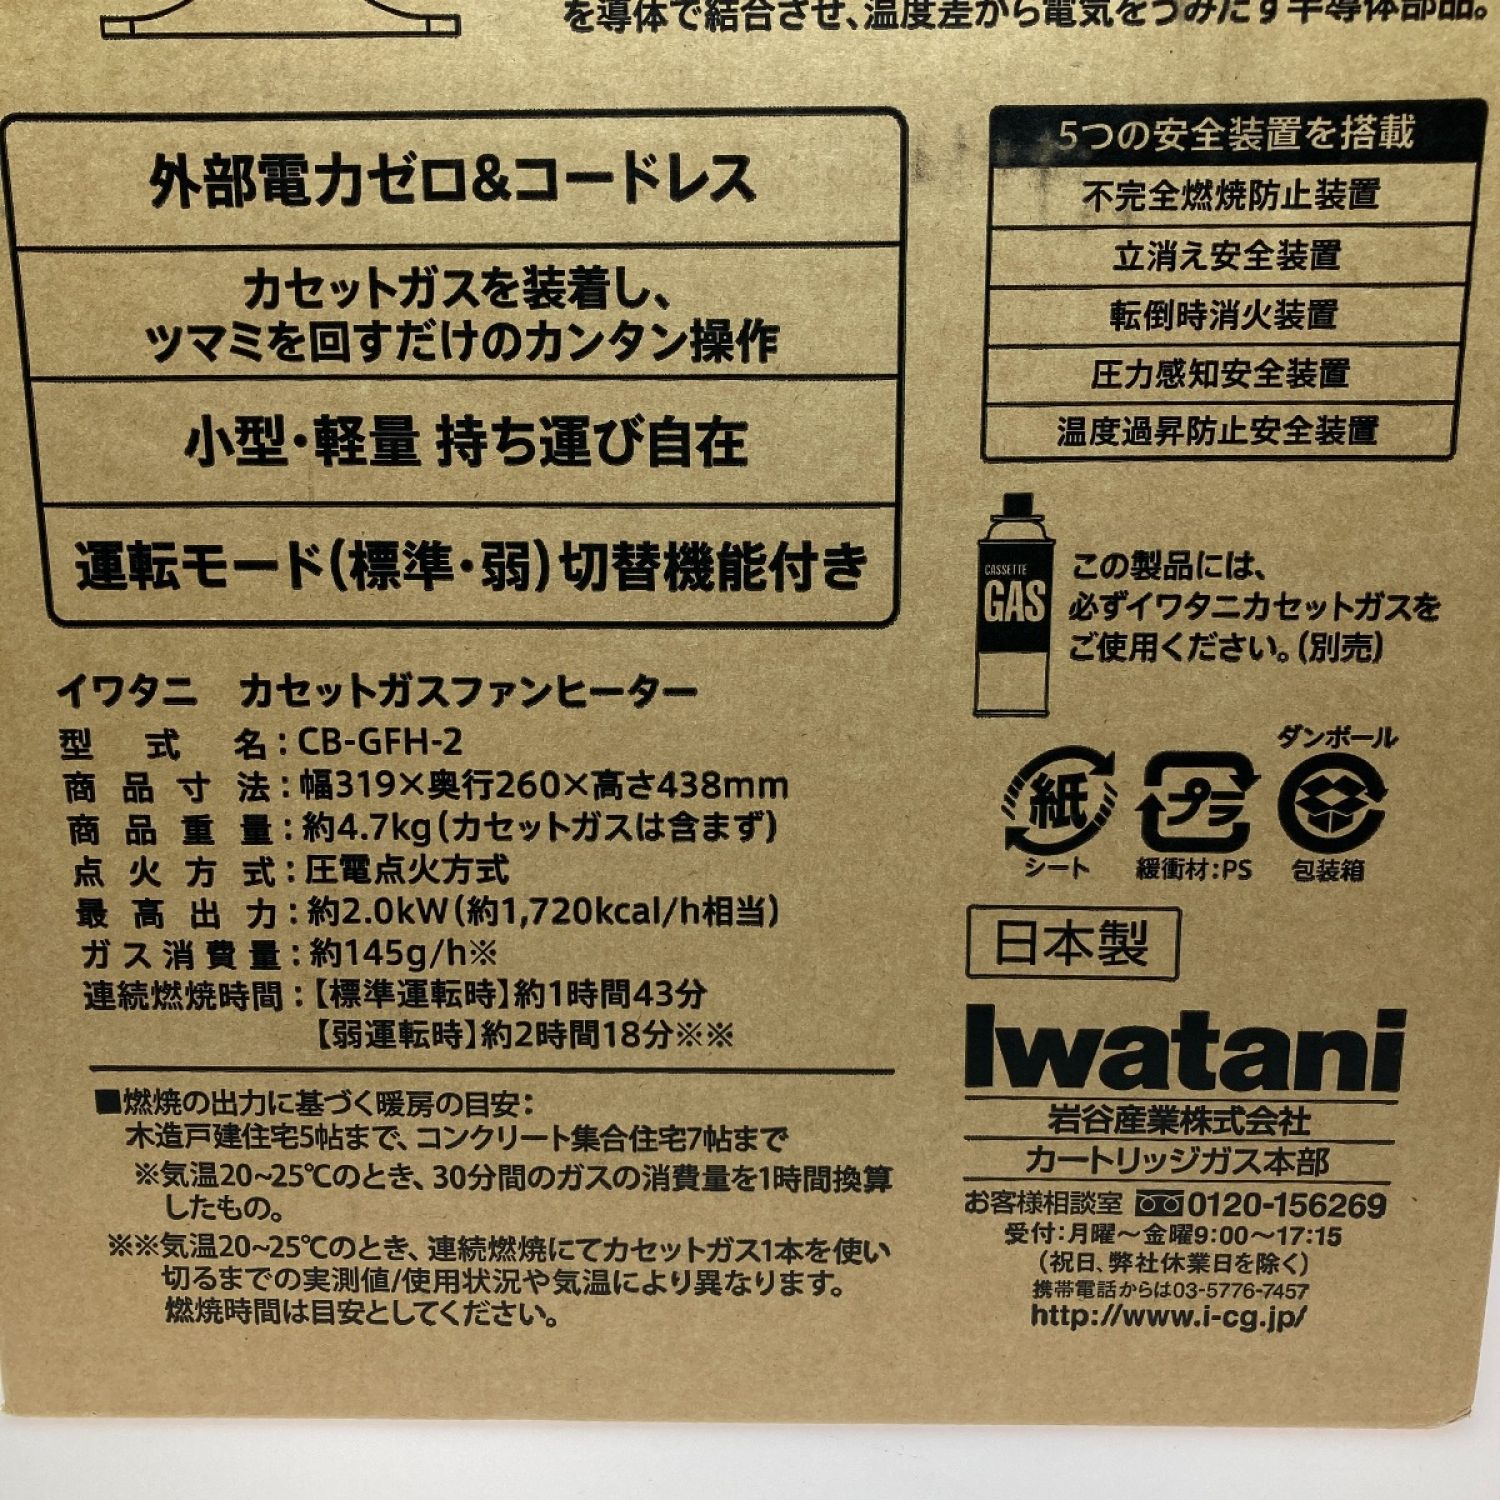 を導体で結合させ、温度差から電気をうみだす半導体部品。
外部電力ゼロ&コードレス
カセットガスを装着し、
ツマミを回すだけのカンタン操作
小型・軽量 持ち運び自在
運転モード(標準・弱)切替機能付き
5つの安全装置を搭載
不完全燃焼防止装置
立消え安全装置
転倒時消火装置
圧力感知安全装置
温度過昇防止安全装置
CASSETTE
GAS
この製品には、
必ずイワタニカセットガスを
ご使用ください。(別売)
イワタニ カセットガスファンヒーター
型式名:CB-GFH-2
商品寸法:幅319×奥行260×高さ438mm
商品重量:約4.7kg(カセットガスは含まず)
点火方式:圧電点火方式
最高出力:約2.0kW(約1,720kcal/h相当)
ガス消費量:約145g/h※
連続燃焼時間:【標準運転時】約1時間43分
【弱運転時】約2時間18分※※
■燃焼の出力に基づく暖房の目安:
木造戸建住宅5帖まで、コンクリート集合住宅7帖まで
※気温20~25℃のとき、30分間のガスの消費量を1時間換算
したもの。
※※気温20~25℃のとき、連続燃焼にてカセットガス1本を使い
切るまでの実測値/使用状況や気温により異なります。
燃焼時間は目安としてください。
紙
シート
プラ
緩衝材:PS
ダンボール
包装箱
日本製
Iwatani
岩谷産業株式会社
カートリッジガス本部
お客様相談室 0120-156269
受付:月曜～金曜9:00～17:15
(祝日、弊社休業日を除く)
携帯電話からは03-5776-7457
http://www.i-cg.jp/